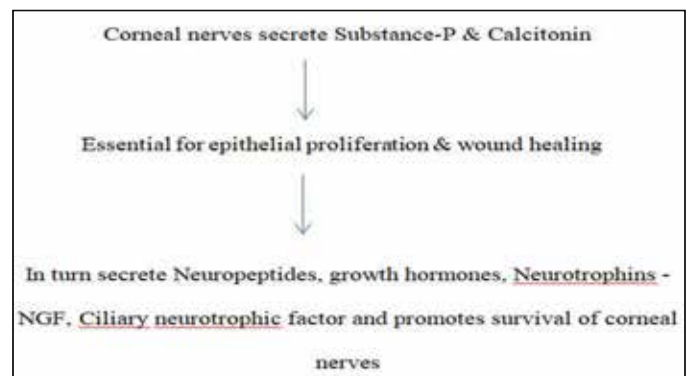 Corneal nerves secrete Substance-P & Calcitonin
Essential for epithelial proliferation & wound healing
In turn secrete Neuropeptides, growth hormones, Neurotrophins -
NGF, Ciliary neurotrophic factor and promotes survival of corneal
nerves